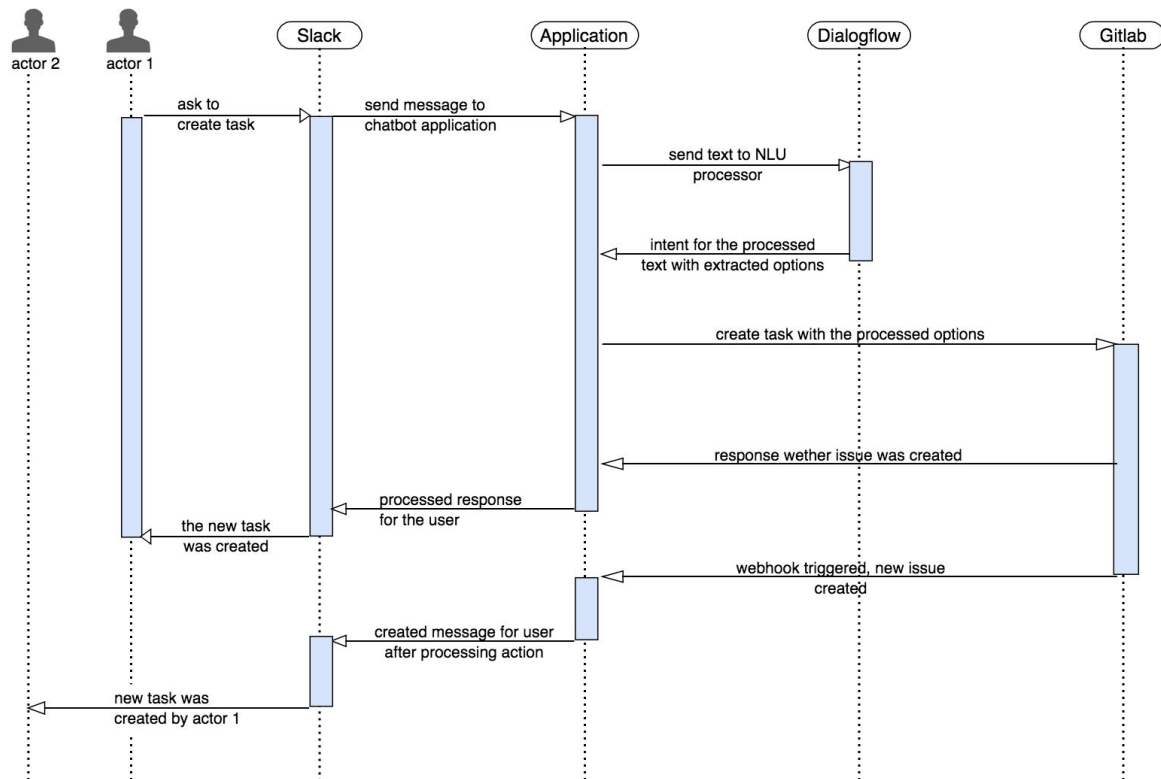 Slack
Application
Dialogflow
Gitlab
actor 2
actor 1
ask to
create task
send message to
chatbot application
send text to NLU
processor
intent for the processed
text with extracted options
create task with the processed options
response wether issue was created
processed response
for the user
the new task
was created
webhook triggered, new issue
created
created message for user
after processing action
new task was
created by actor 1